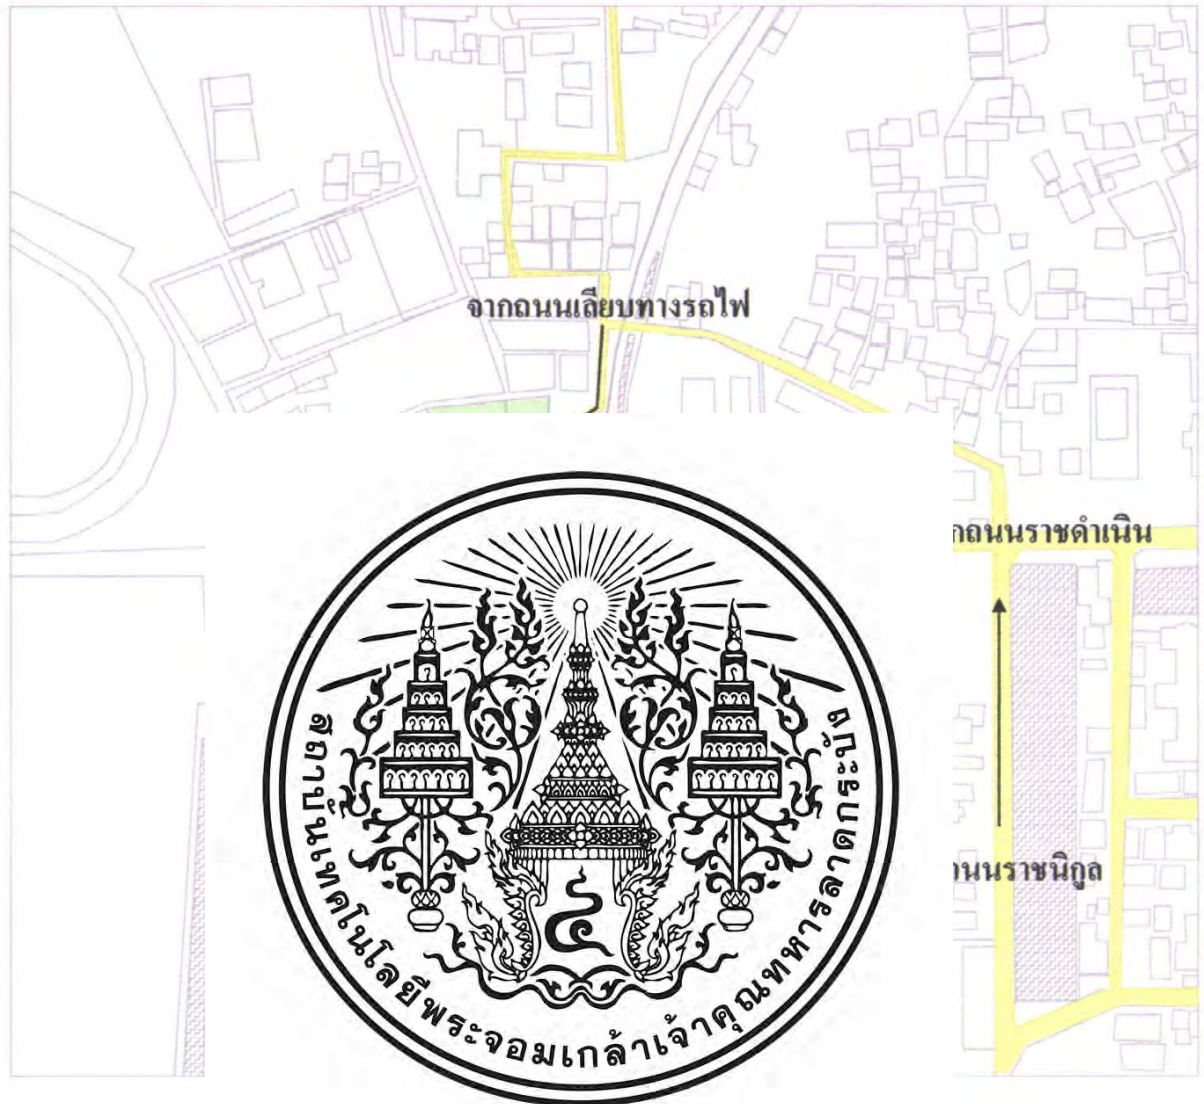 จากถนนเลียบทางรถไฟ
กถนนราชดำเนิน
ถนนราชนิกูล
สถาบันเทคโนโลยีพระจอมเกล้าเจ้าคุณทหารลาดกระบัง
๔